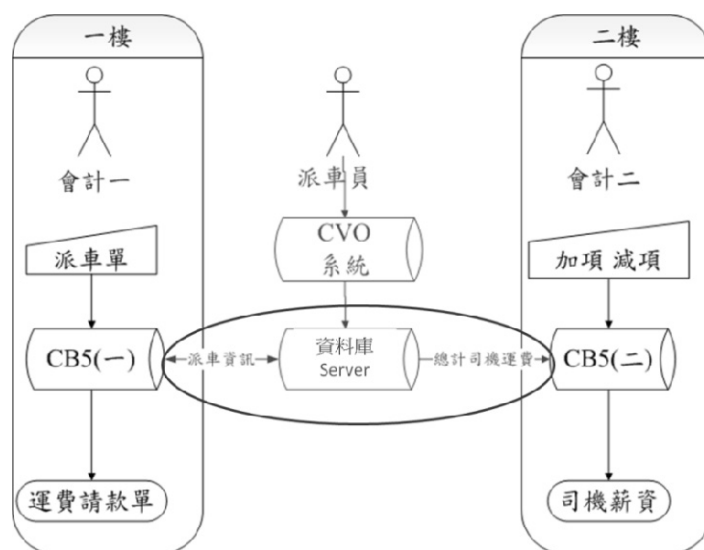 一樓
二樓
會計一
派車員
會計二
派車單
CVO
系統
加項 減項
CB5(一)
派車資訊
資料庫
Server
總計司機運費
CB5(二)
運費請款單
司機薪資